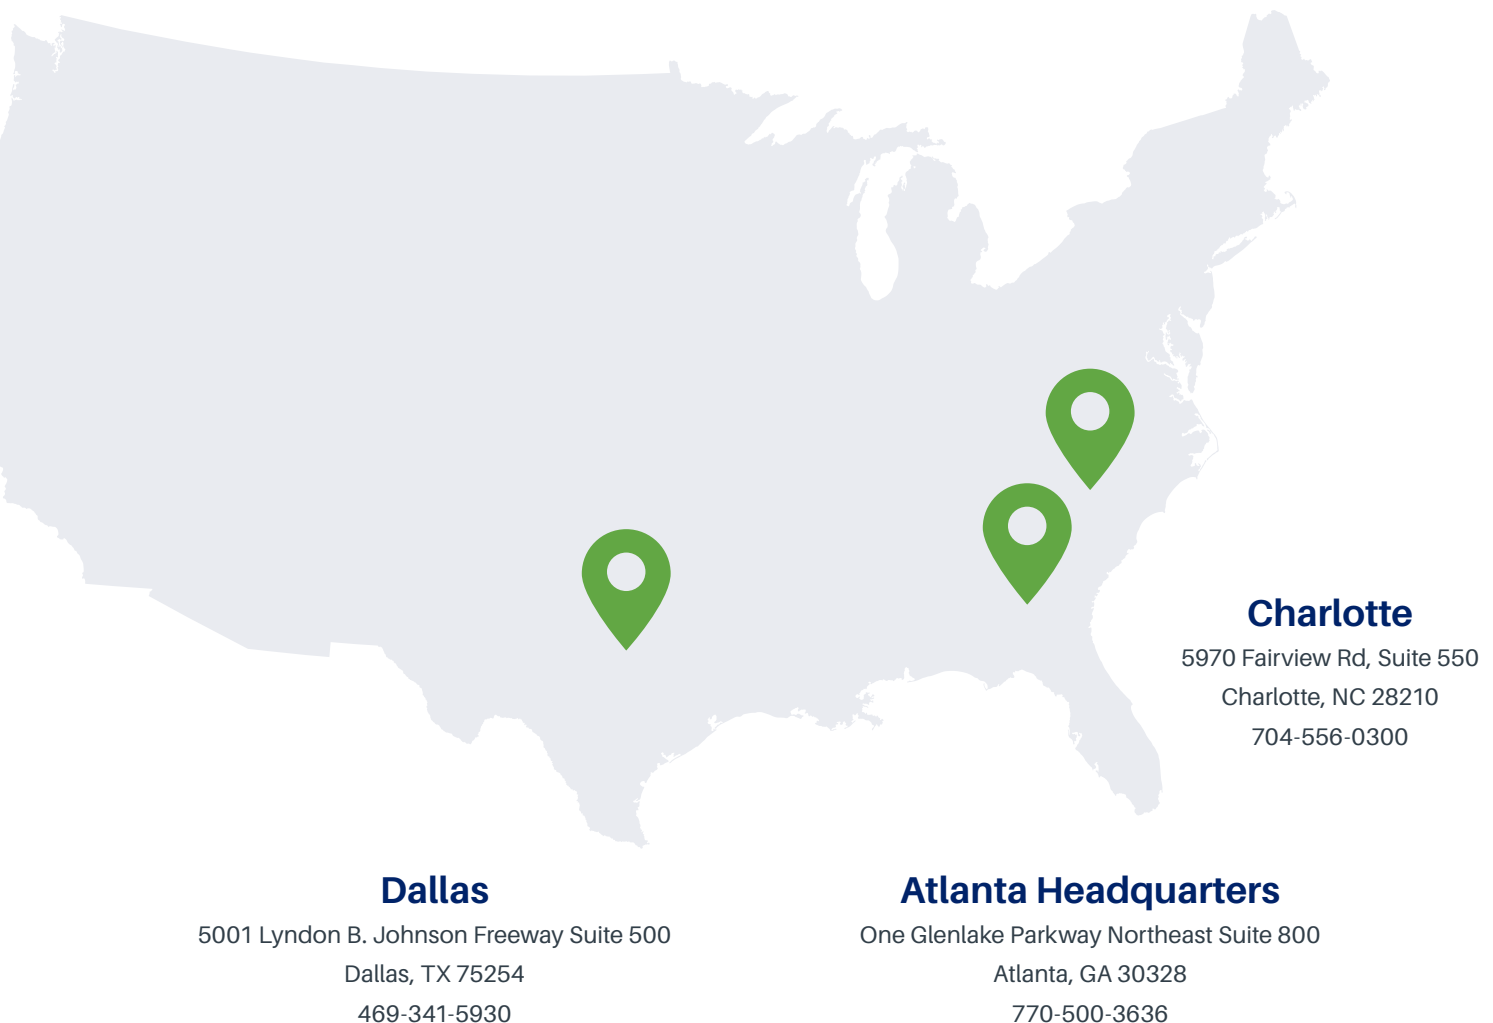 Charlotte
5970 Fairview Rd, Suite 550
Charlotte, NC 28210
704-556-0300
Dallas
5001 Lyndon B. Johnson Freeway Suite 500
Dallas, TX 75254
469-341-5930
Atlanta Headquarters
One Glenlake Parkway Northeast Suite 800
Atlanta, GA 30328
770-500-3636